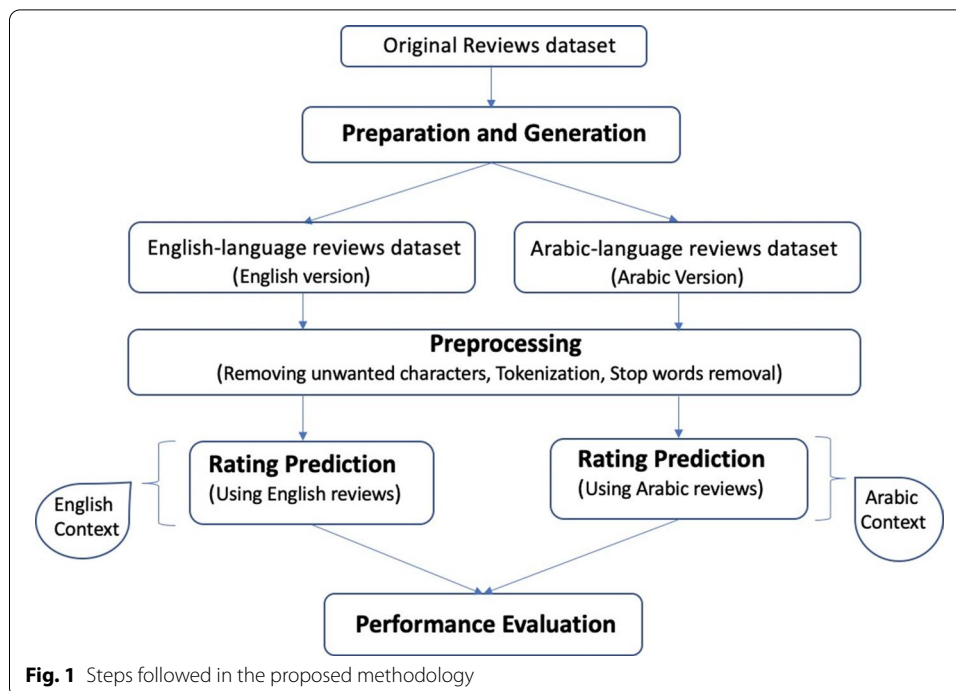 Original Reviews dataset
Preparation and Generation
English-language reviews dataset
(English version)
Arabic-language reviews dataset
(Arabic Version)
Preprocessing
(Removing unwanted characters, Tokenization, Stop words removal)
Rating Prediction
(Using English reviews)
Rating Prediction
(Using Arabic reviews)
English
Context
Arabic
Context
Performance Evaluation
Fig. 1 Steps followed in the proposed methodology